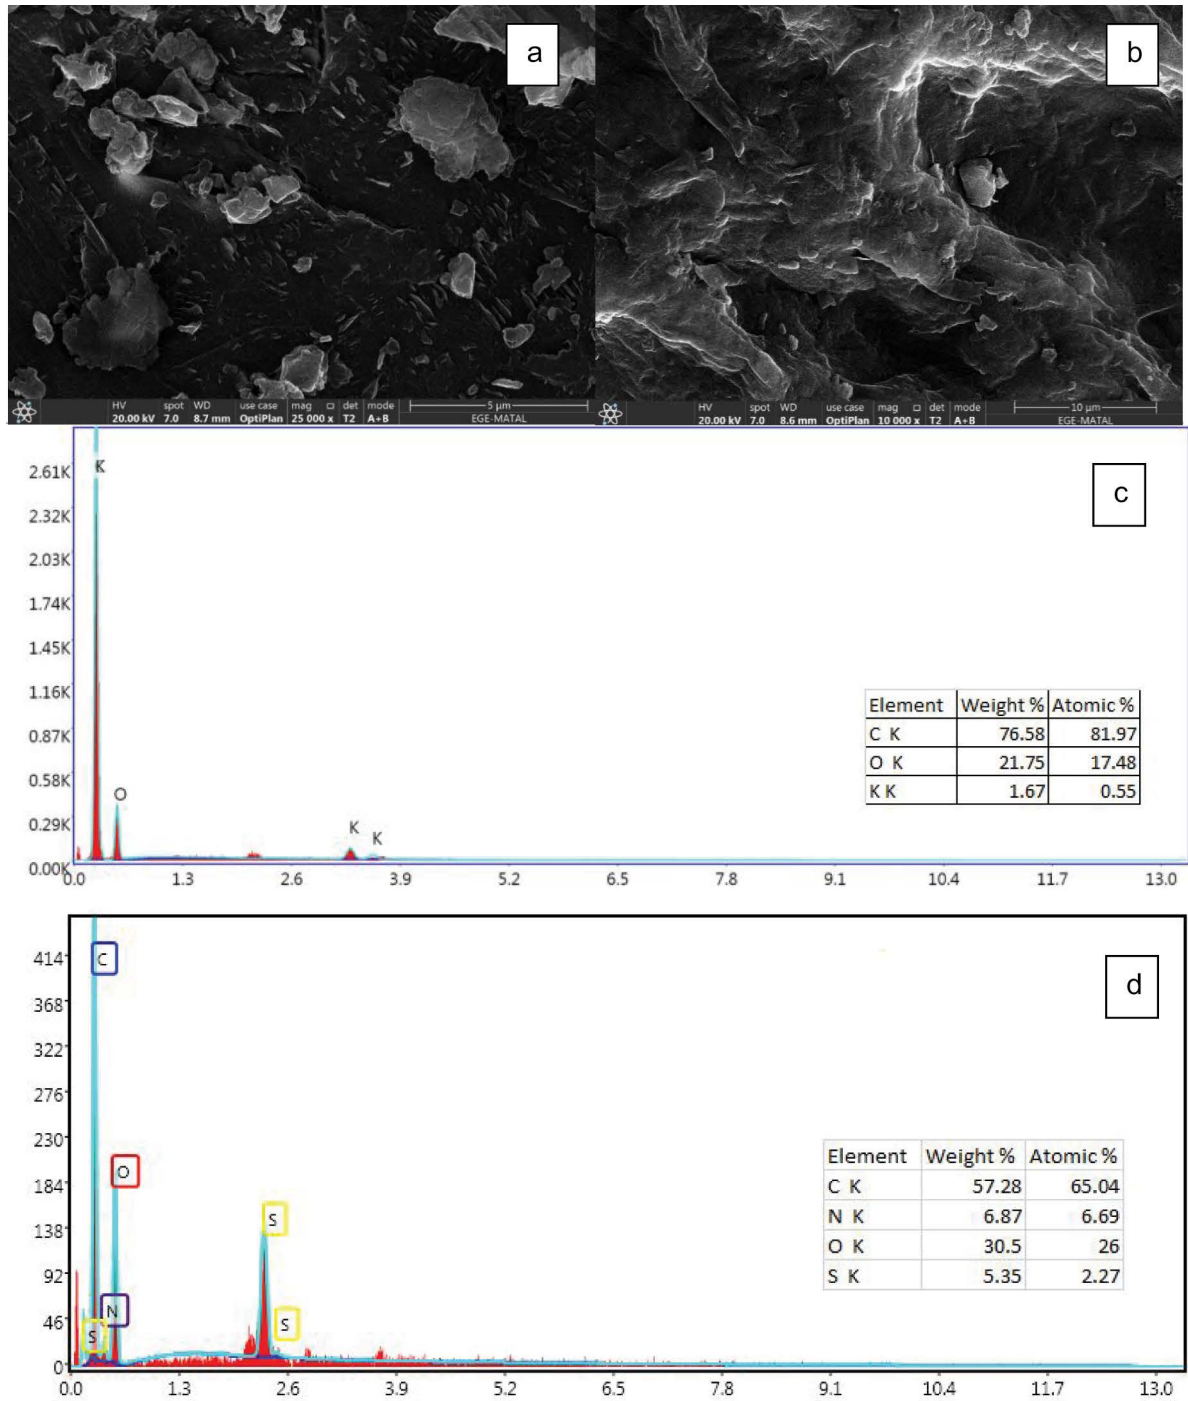 a
b
HV spot WD use case mag □ det mode 5 µm
20.00 kV 7.0 8.7 mm OptiPlan 25 000 x T2 A+B EGE-MATAL
HV spot WD use case mag □ det mode 10 µm
20.00 kV 7.0 8.6 mm OptiPlan 10 000 x T2 A+B EGE-MATAL
c
2.61K
2.32K
2.03K
1.74K
1.45K
1.16K
0.87K
0.58K
0.29K
0.00K
K
O
K
K
Element Weight % Atomic %
C K 76.58 81.97
O K 21.75 17.48
K K 1.67 0.55
0.0 1.3 2.6 3.9 5.2 6.5 7.8 9.1 10.4 11.7 13.0
d
414
368
322
276
230
184
138
92
46
0
C
O
S
N
S
S
Element Weight % Atomic %
C K 57.28 65.04
N K 6.87 6.69
O K 30.5 26
S K 5.35 2.27
0.0 1.3 2.6 3.9 5.2 6.5 7.8 9.1 10.4 11.7 13.0